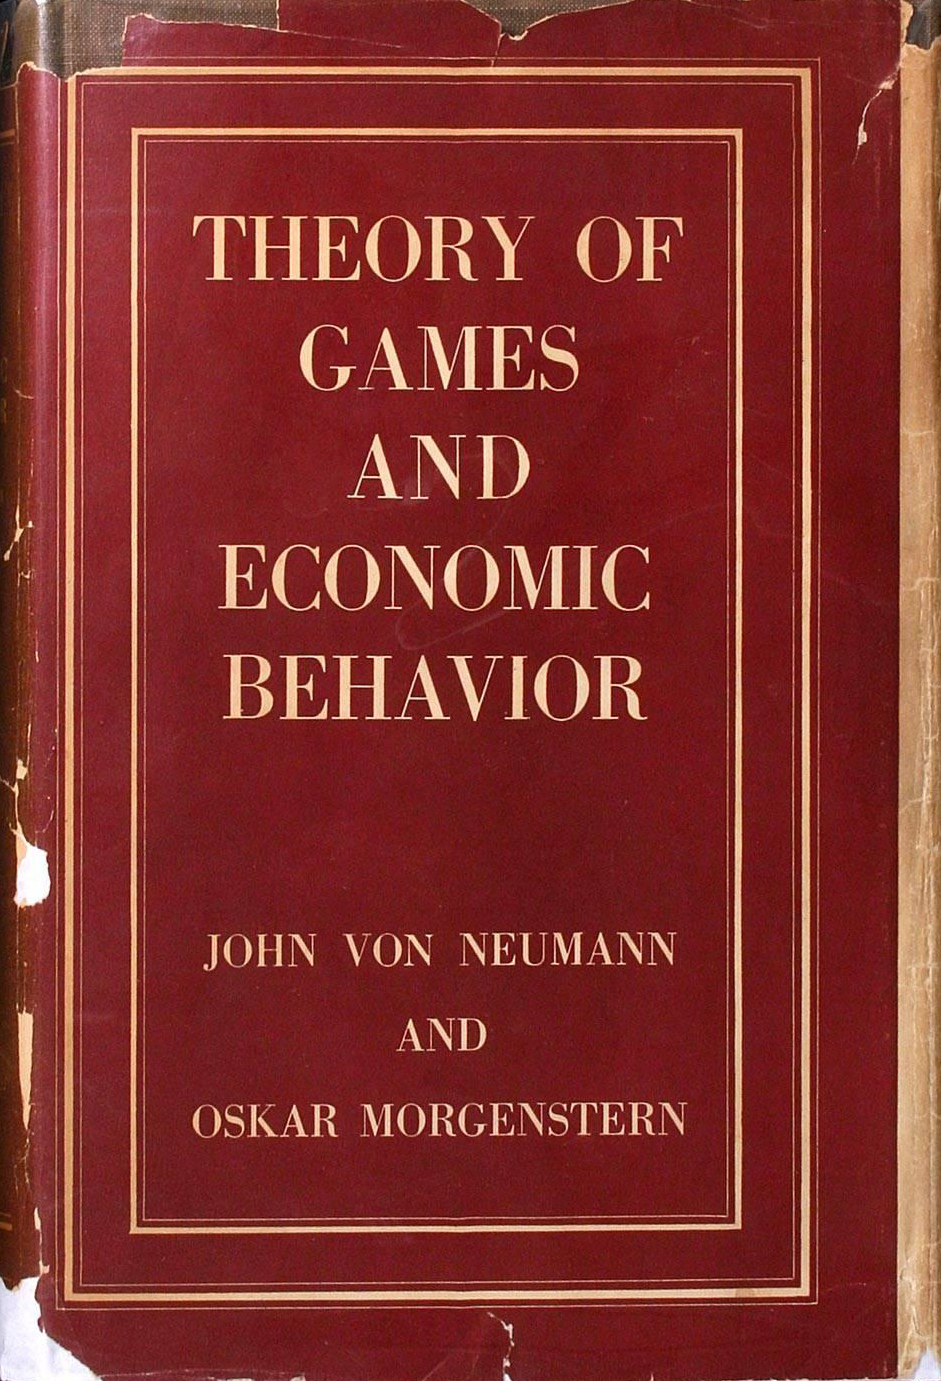 THEORY OF
GAMES
AND
ECONOMIC
BEHAVIOR
JOHN VON NEUMANN
AND
OSKAR MORGENSTERN